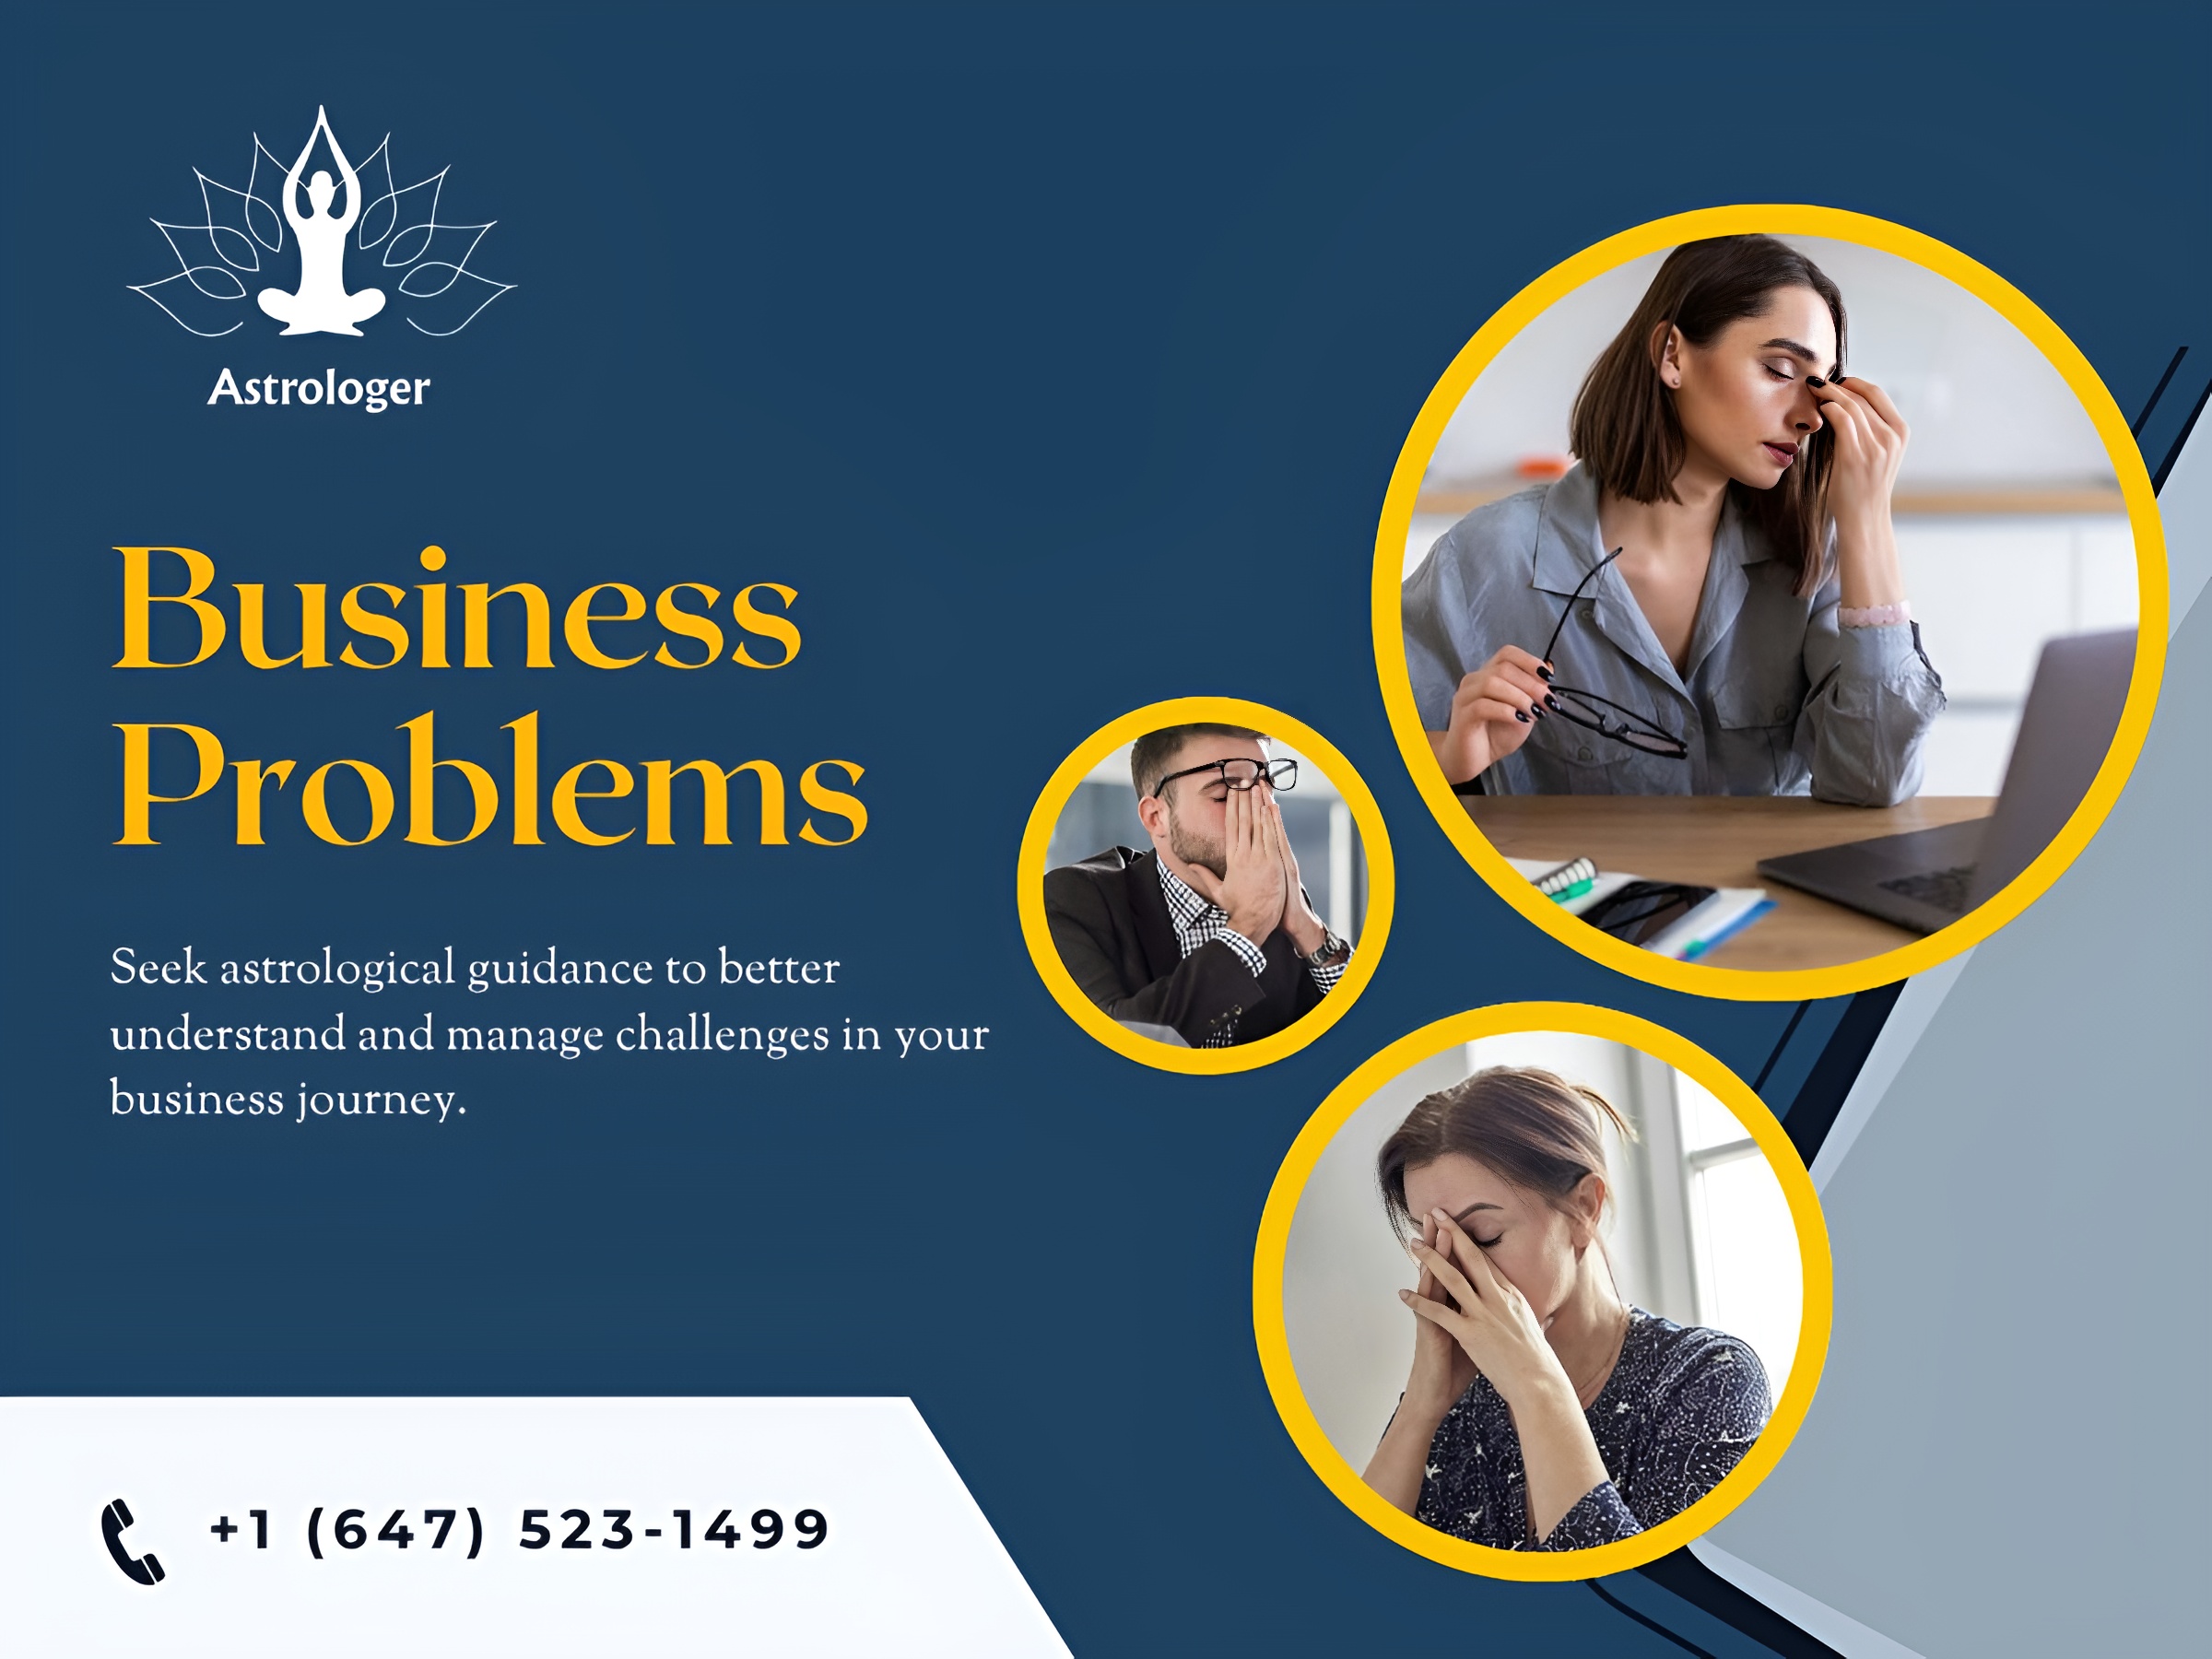 Astrologer
Business
Problems
Seek astrological guidance to better
understand and manage challenges in your
business journey.
+1 (647) 523-1499